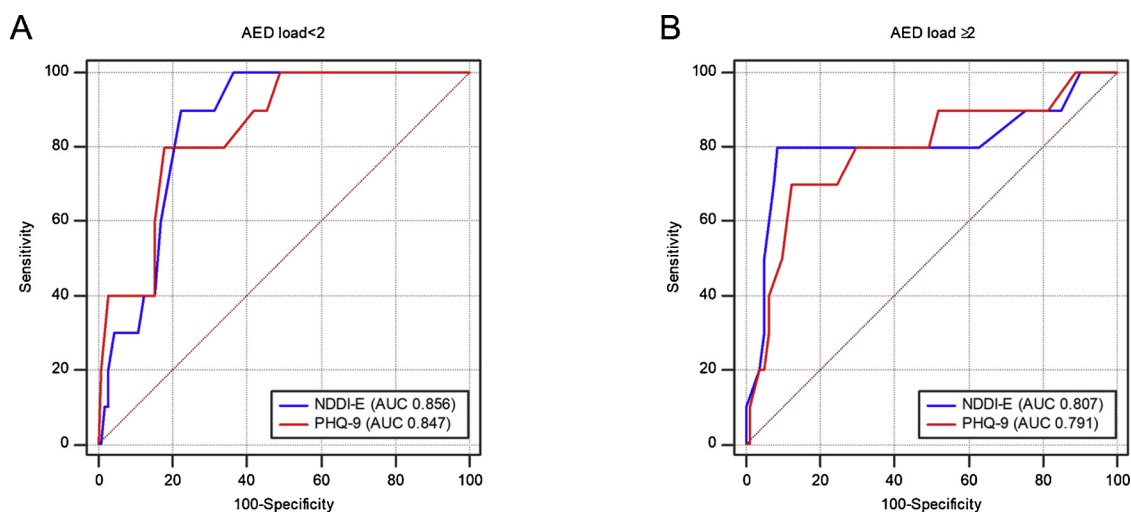 A
AED load<2
100
80
60
40
20
0
Sensitivity
NDDI-E (AUC 0.856)
PHQ-9 (AUC 0.847)
0 20 40 60 80 100
100-Specificity
B
AED load ≥2
100
80
60
40
20
0
Sensitivity
NDDI-E (AUC 0.807)
PHQ-9 (AUC 0.791)
0 20 40 60 80 100
100-Specificity